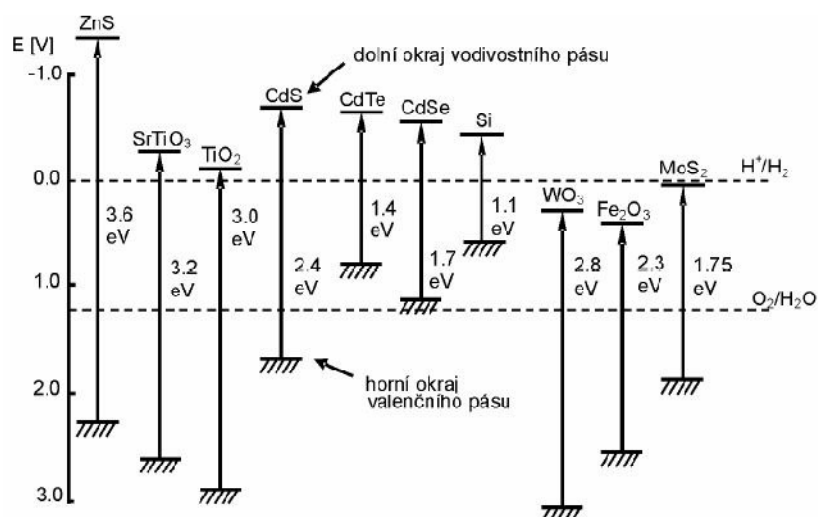 ZnS
E [V]
-1.0
dolní okraj vodivostního pásu
CdS
CdTe
CdSe
Si
SrTiO₃
TiO₂
0.0
H⁺/H₂
MoS₂
WO₃
Fe₂O₃
3.6
eV
3.2
eV
3.0
eV
2.4
eV
1.4
eV
1.7
eV
1.1
eV
2.8
eV
2.3
eV
1.75
eV
1.0
O₂/H₂O
horní okraj
valenčního pásu
2.0
3.0